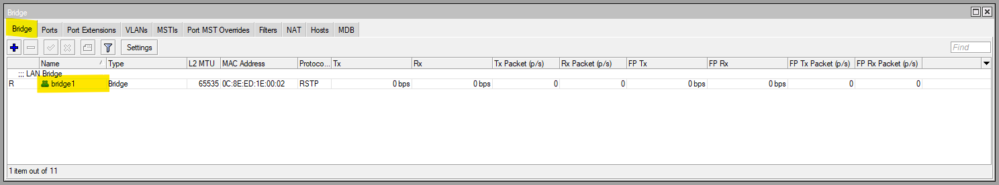 Bridge
Bridge Ports Port Extensions VLANs MSTIs Port MST Overrides Filters NAT Hosts MDB
Settings Find
Name / Type L2 MTU MAC Address Protoco... Tx Rx Tx Packet (p/s) Rx Packet (p/s) FP Tx FP Rx FP Tx Packet (p/s) FP Rx Packet (p/s)
;;; LAN Bridge
R bridge1 Bridge 65535 0C:8E:ED:1E:00:02 RSTP 0 bps 0 bps 0 0 0 bps 0 bps 0 0
1 item out of 11